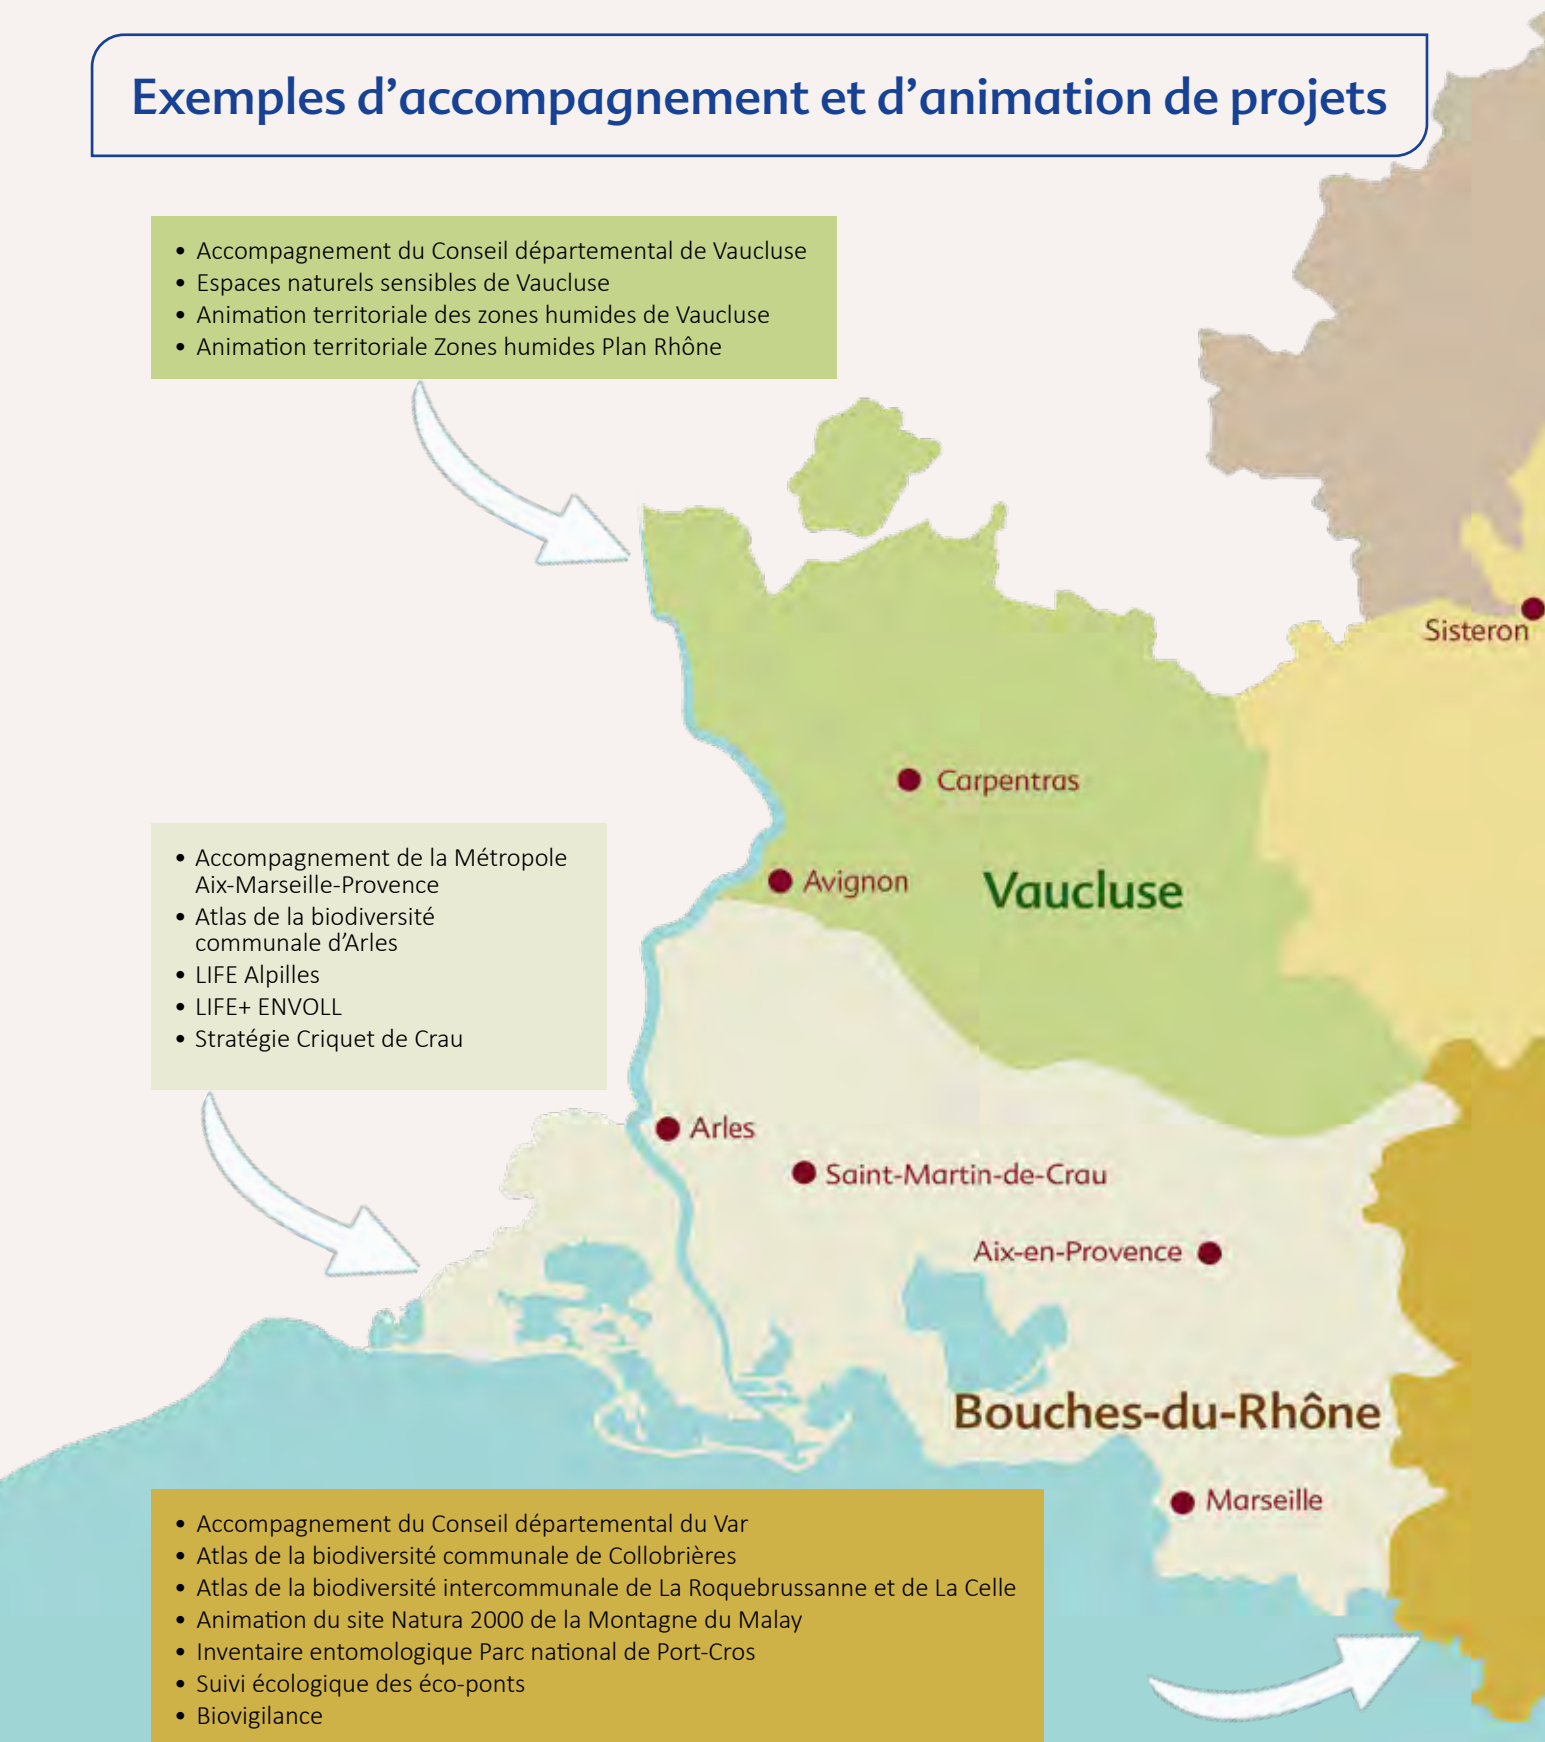 Exemples d’accompagnement et d’animation de projets
• Accompagnement du Conseil départemental de Vaucluse
• Espaces naturels sensibles de Vaucluse
• Animation territoriale des zones humides de Vaucluse
• Animation territoriale Zones humides Plan Rhône
Sisteron
Carpentras
Avignon
Vaucluse
• Accompagnement de la Métropole
Aix-Marseille-Provence
• Atlas de la biodiversité
communale d’Arles
• LIFE Alpilles
• LIFE+ ENVOLL
• Stratégie Criquet de Crau
Arles
Saint-Martin-de-Crau
Aix-en-Provence
Bouches-du-Rhône
Marseille
• Accompagnement du Conseil départemental du Var
• Atlas de la biodiversité communale de Collobrières
• Atlas de la biodiversité intercommunale de La Roquebrussanne et de La Celle
• Animation du site Natura 2000 de la Montagne du Malay
• Inventaire entomologique Parc national de Port-Cros
• Suivi écologique des éco-ponts
• Biovigilance